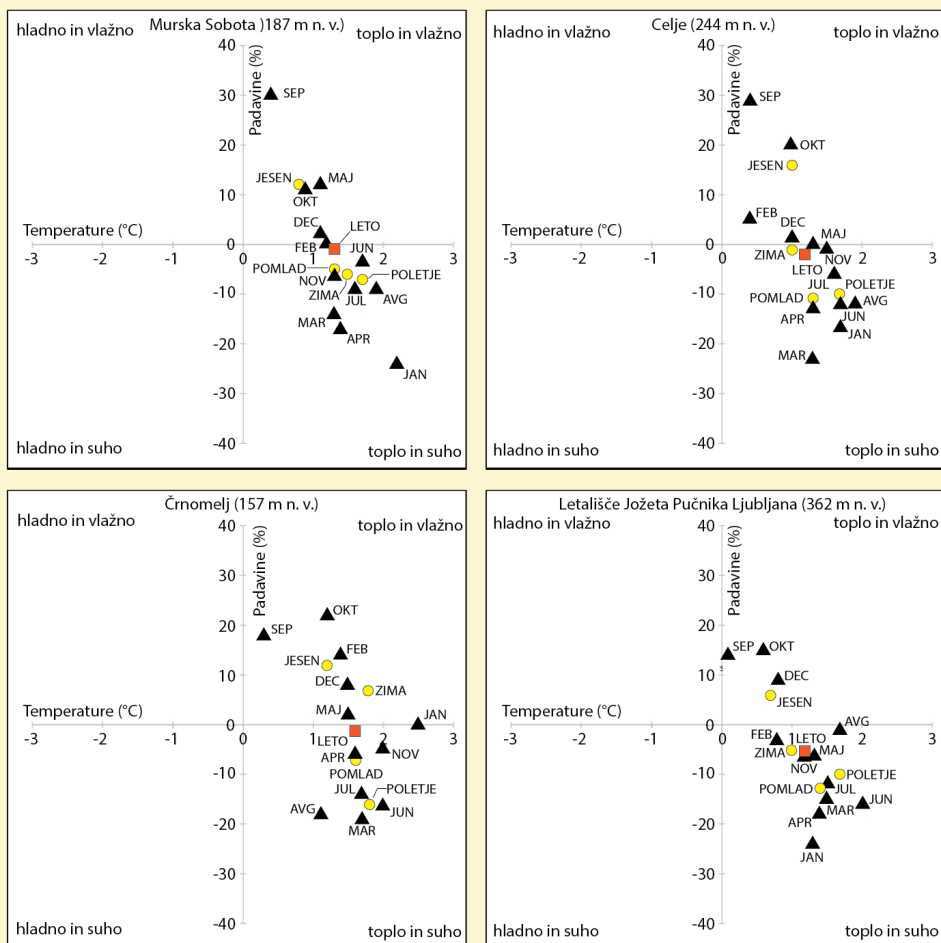 hladno in vlažno
Murska Sobota )187 m n. v.)
toplo in vlažno
Padavine (%)
40
30
SEP
20
JESEN
MAJ
10
OKT
DEC
LETO
Temperature (°C)
FEB
JUN
0
-3
-2
-1
0
1
2
3
POMLAD
POLETJE
NOV
ZIMA
JUL
AVG
-10
MAR
APR
-20
JAN
-30
-40
hladno in suho
toplo in suho
hladno in vlažno
Celje (244 m n. v.)
toplo in vlažno
Padavine (%)
40
30
SEP
20
OKT
JESEN
10
FEB
DEC
MAJ
Temperature (°C)
0
ZIMA
NOV
-3
-2
-1
0
1
2
3
LETO
JUL
POLETJE
-10
POMLAD
AVG
APR
JUN
JAN
-20
MAR
-30
-40
hladno in suho
toplo in suho
hladno in vlažno
Črnomelj (157 m n. v.)
toplo in vlažno
Padavine (%)
40
30
OKT
20
SEP
FEB
JESEN
10
DEC
ZIMA
MAJ
JAN
Temperature (°C)
0
-3
-2
-1
0
1
2
3
LETO
NOV
APR
POMLAD
-10
JUL
POLETJE
AVG
JUN
MAR
-20
-30
-40
hladno in suho
toplo in suho
Letališče Jožeta Pučnika Ljubljana (362 m n. v.)
hladno in vlažno
toplo in vlažno
Padavine (%)
40
30
20
SEP
OKT
10
DEC
JESEN
AVG
Temperature (°C)
0
FEB
LETO
-3
-2
-1
0
1
2
3
ZIMA
MAJ
NOV
POLETJE
-10
POMLAD
JUL
JUN
MAR
APR
-20
JAN
-30
-40
hladno in suho
toplo in suho